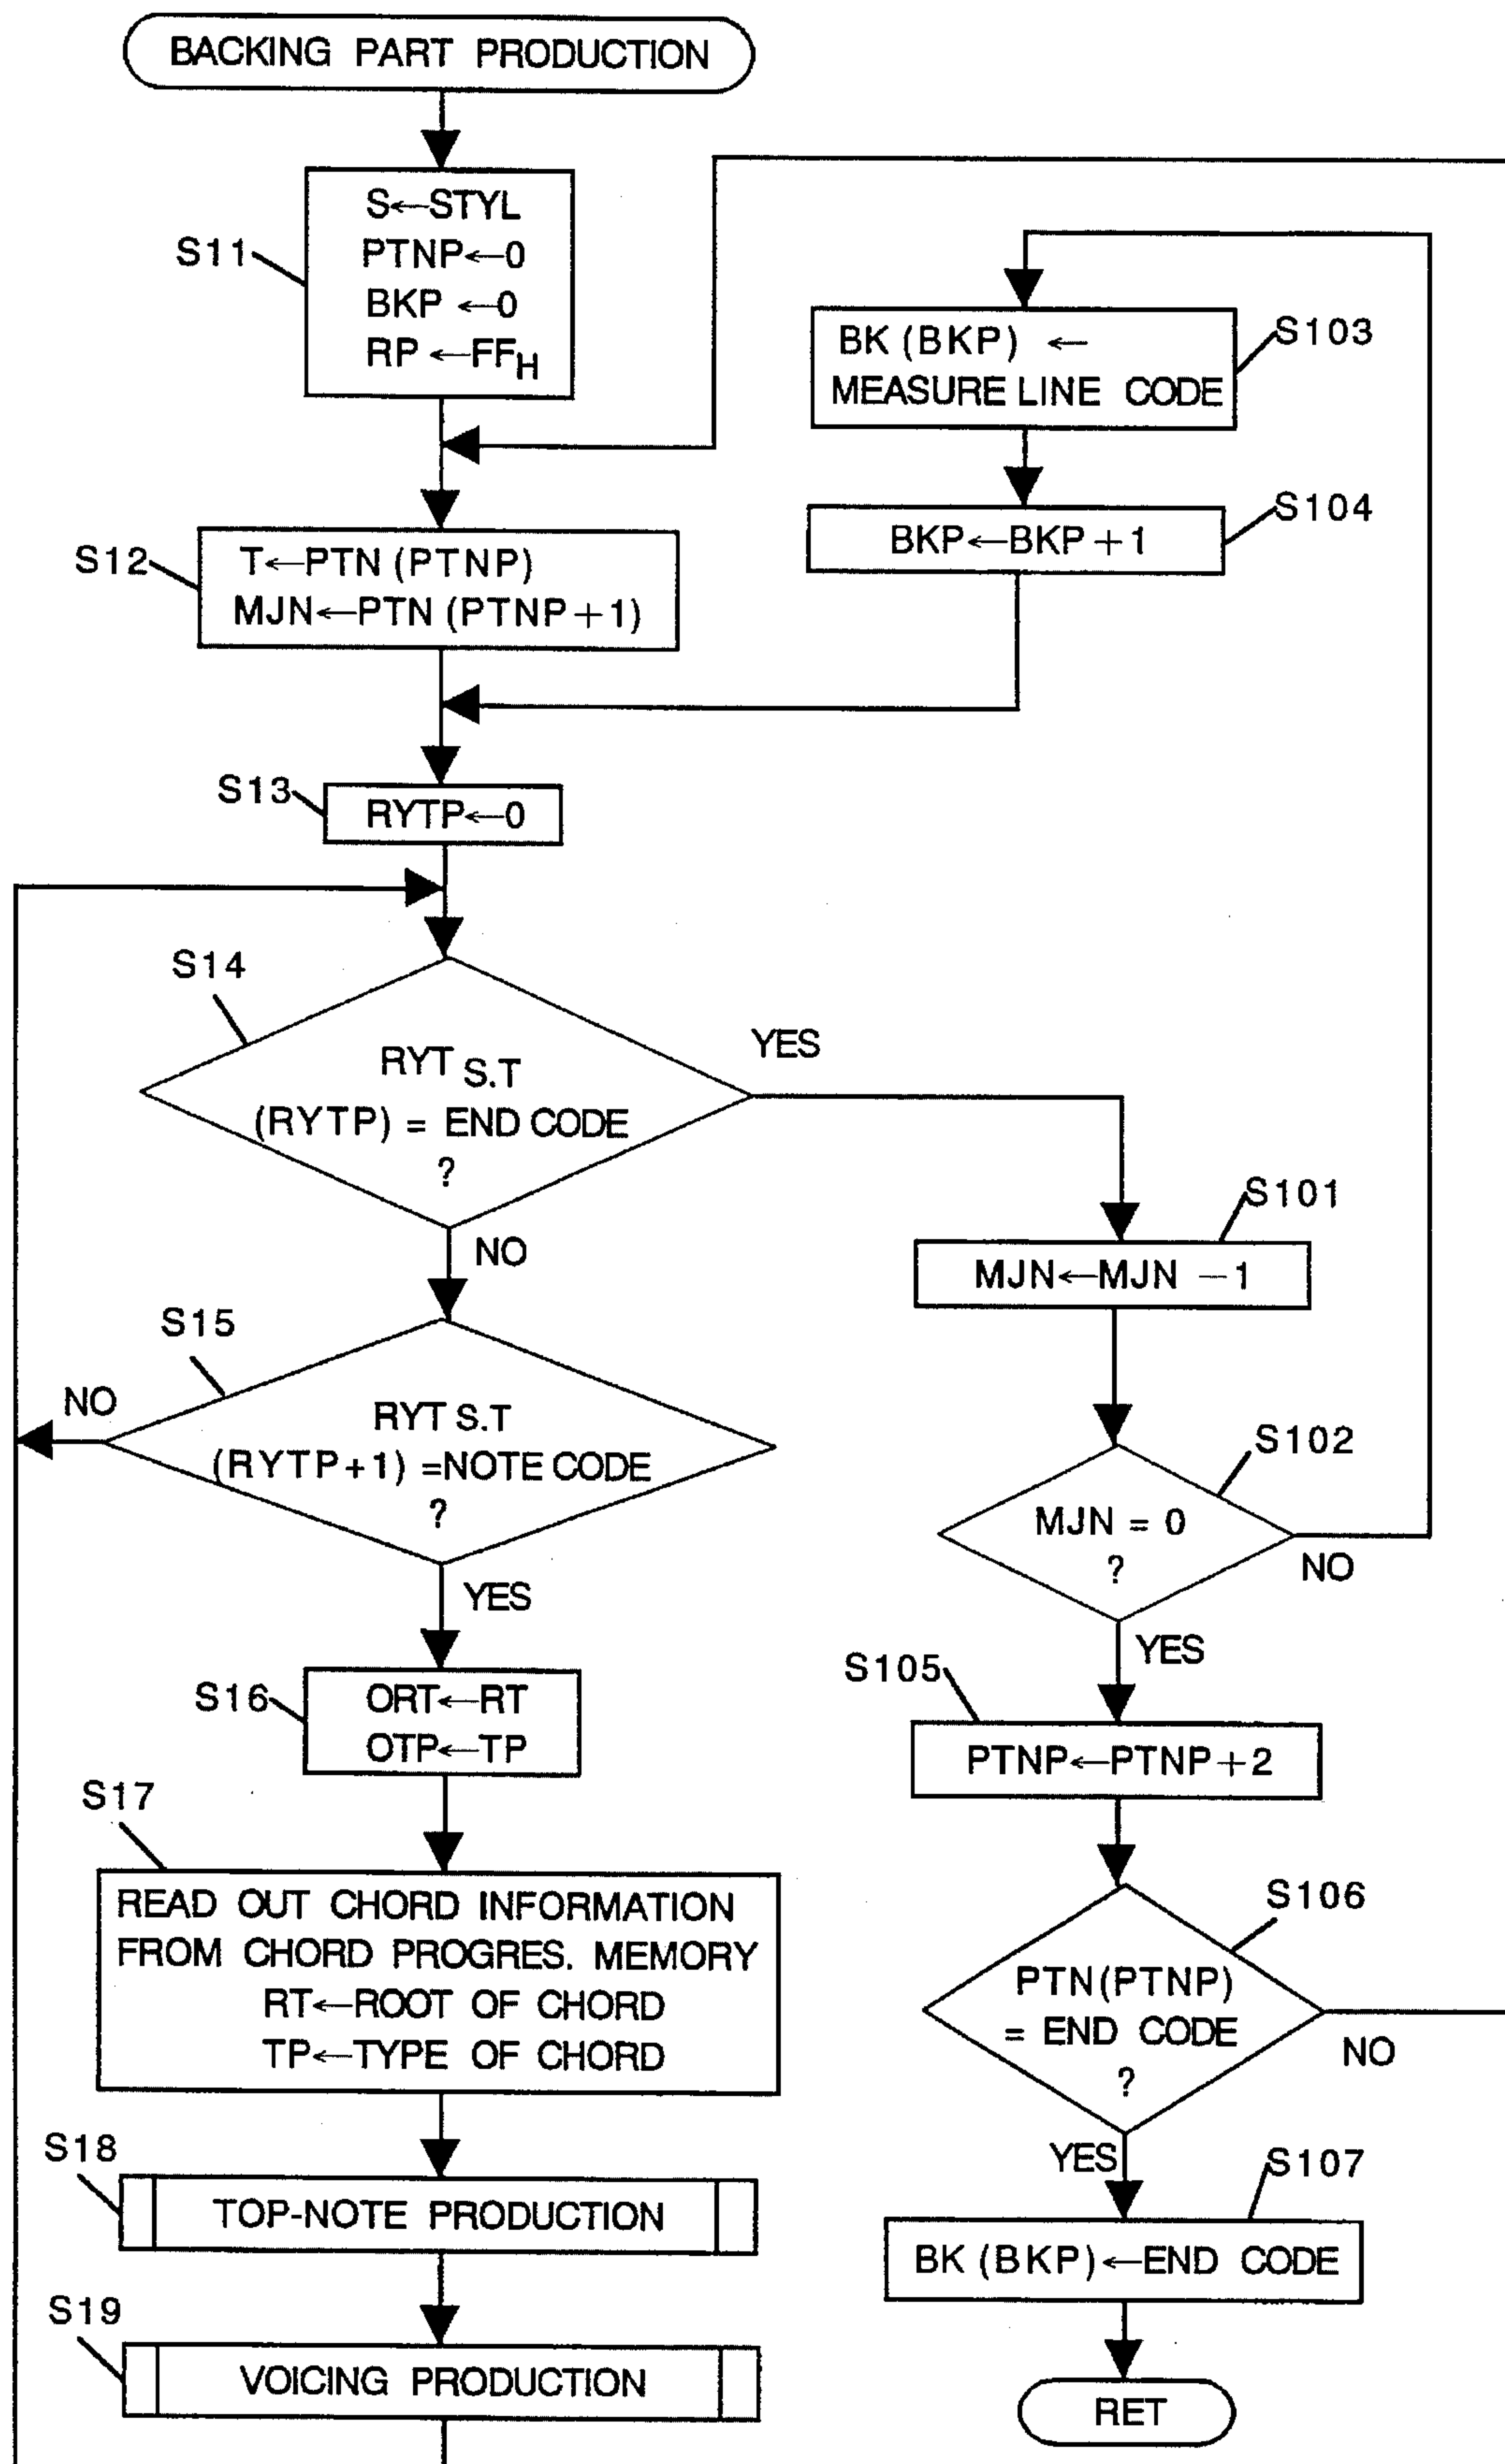 BACKING PART PRODUCTION
S11
S←STYL
PTNP←0
BKP ←0
RP ←FFH
S12
T←PTN (PTNP)
MJN←PTN (PTNP+1)
S13
RYTP←0
S14
RYT S.T
(RYTP) = END CODE
?
YES
NO
S15
RYT S.T
(RYTP+1) =NOTE CODE
?
NO
YES
S16
ORT←RT
OTP←TP
S17
READ OUT CHORD INFORMATION
FROM CHORD PROGRES. MEMORY
RT←ROOT OF CHORD
TP←TYPE OF CHORD
S18
TOP-NOTE PRODUCTION
S19
VOICING PRODUCTION
S103
BK (BKP) ←
MEASURE LINE CODE
S104
BKP←BKP+1
S101
MJN←MJN −1
S102
MJN = 0
?
NO
YES
S105
PTNP←PTNP+2
S106
PTN(PTNP)
= END CODE
?
NO
YES
S107
BK (BKP)←END CODE
RET